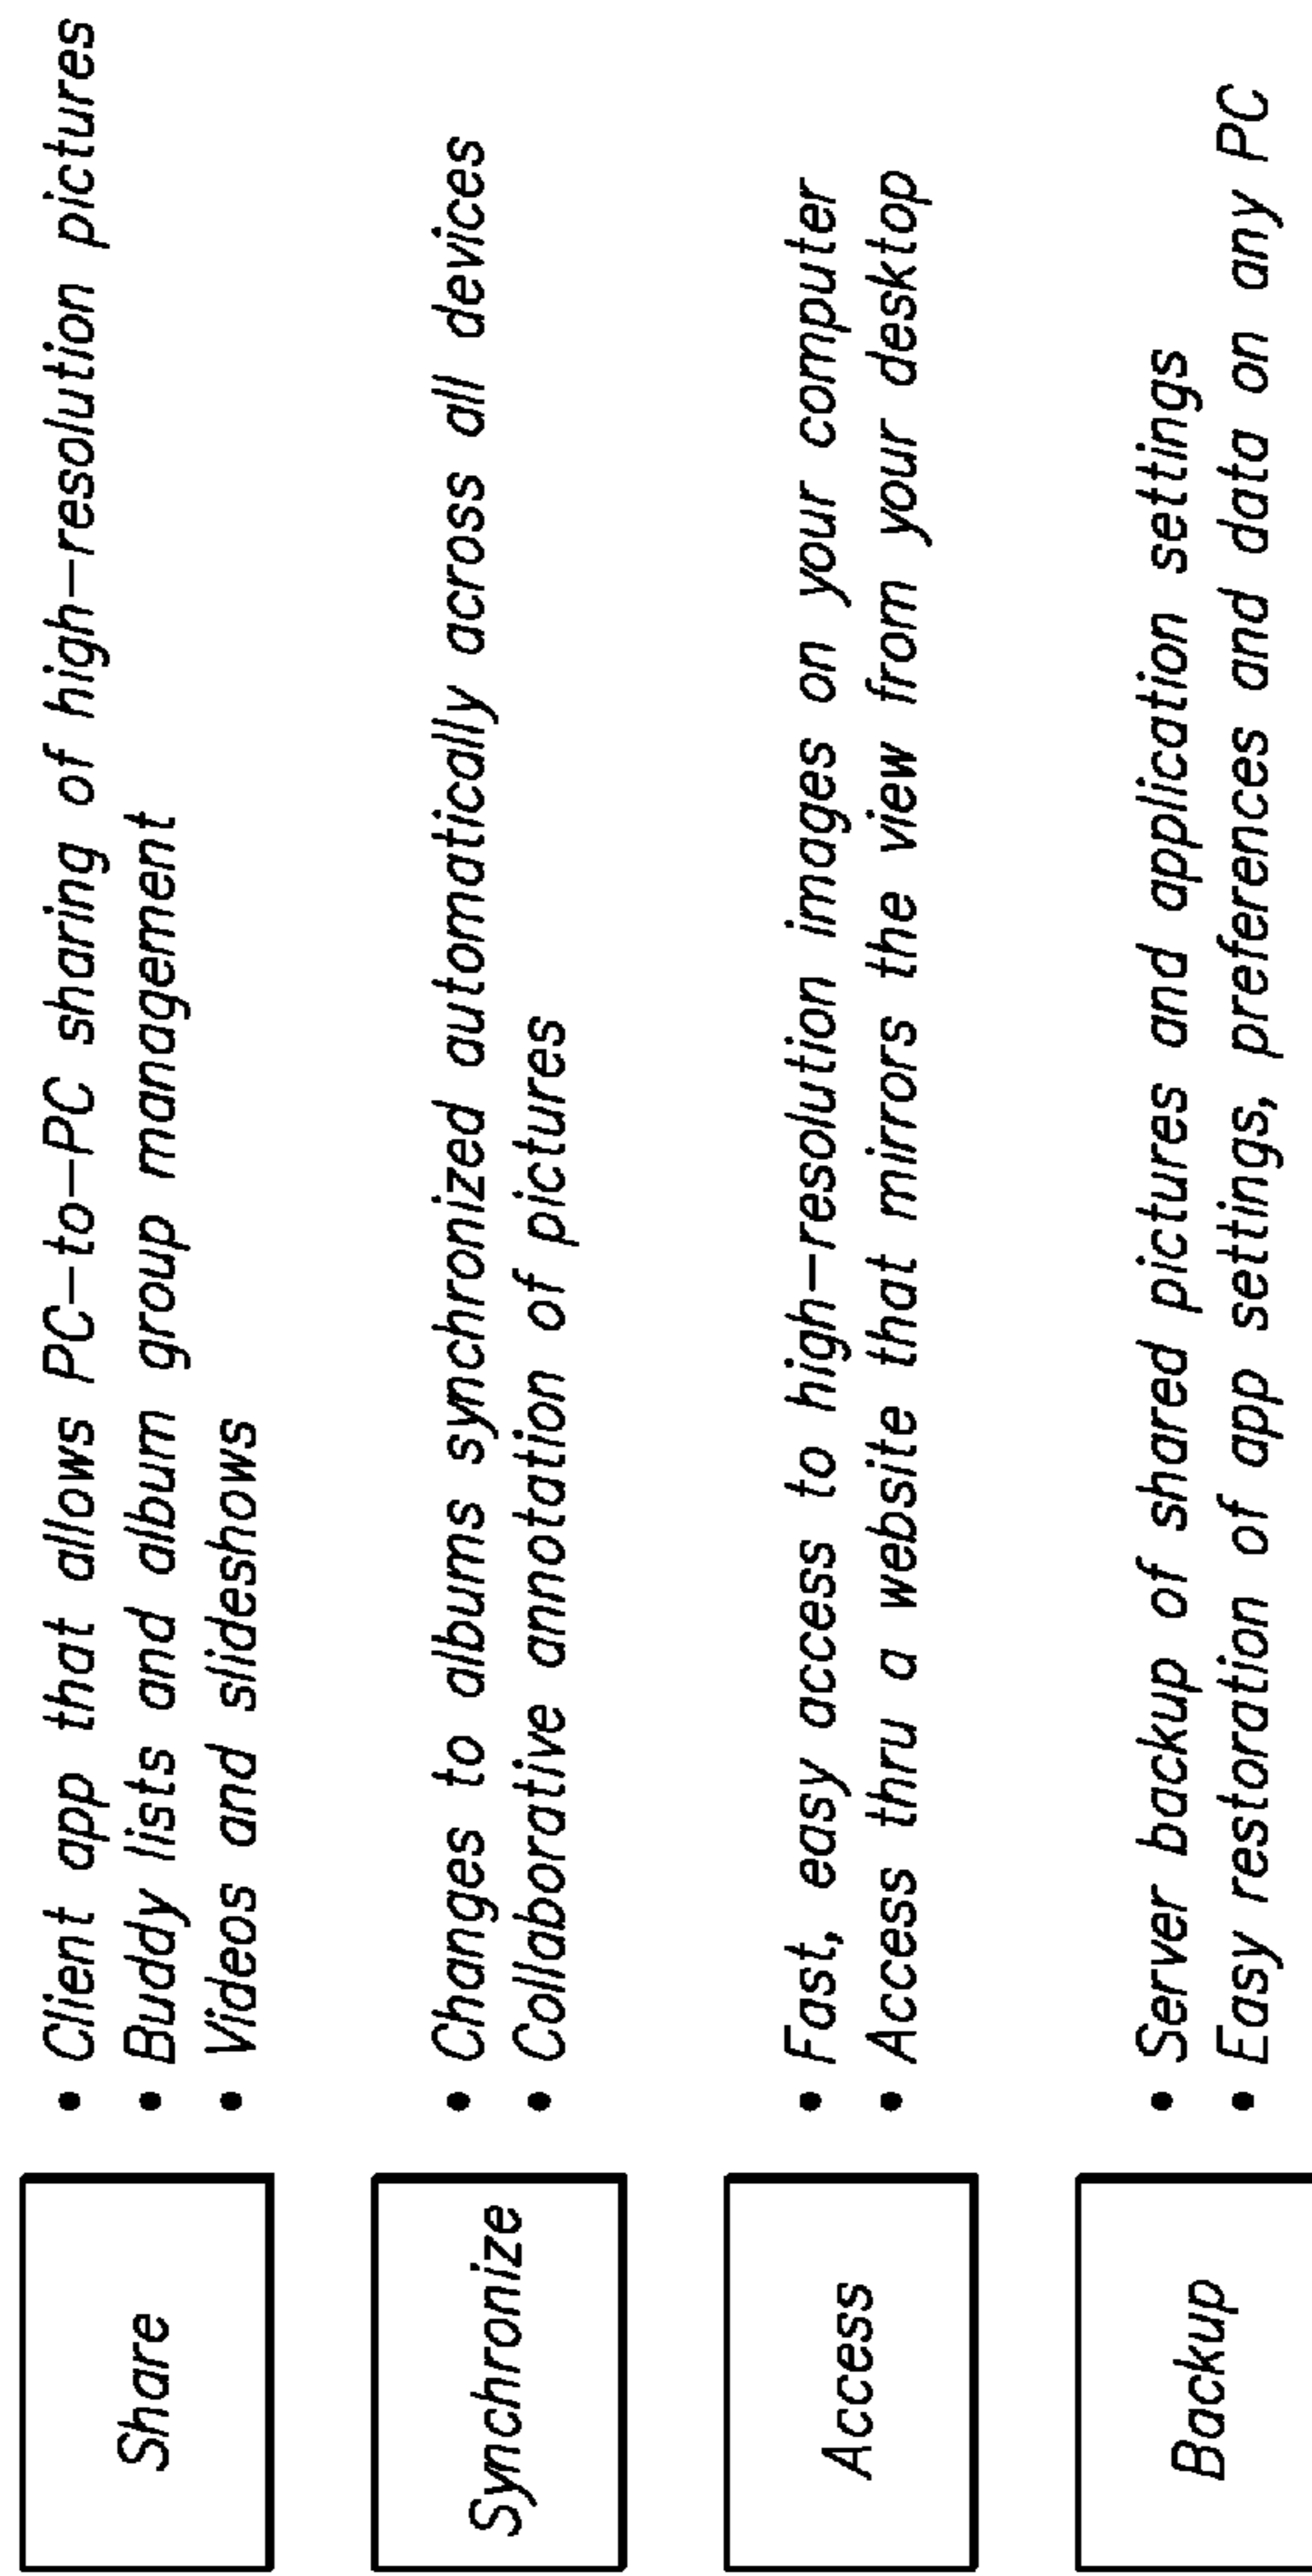 Share
• Client app that allows PC-to-PC sharing of high-resolution pictures
• Buddy lists and album group management
• Videos and slideshows
Synchronize
• Changes to albums synchronized automatically across all devices
• Collaborative annotation of pictures
Access
• Fast, easy access to high-resolution images on your computer
• Access thru a website that mirrors the view from your desktop
Backup
• Server backup of shared pictures and application settings
• Easy restoration of app settings, preferences and data on any PC